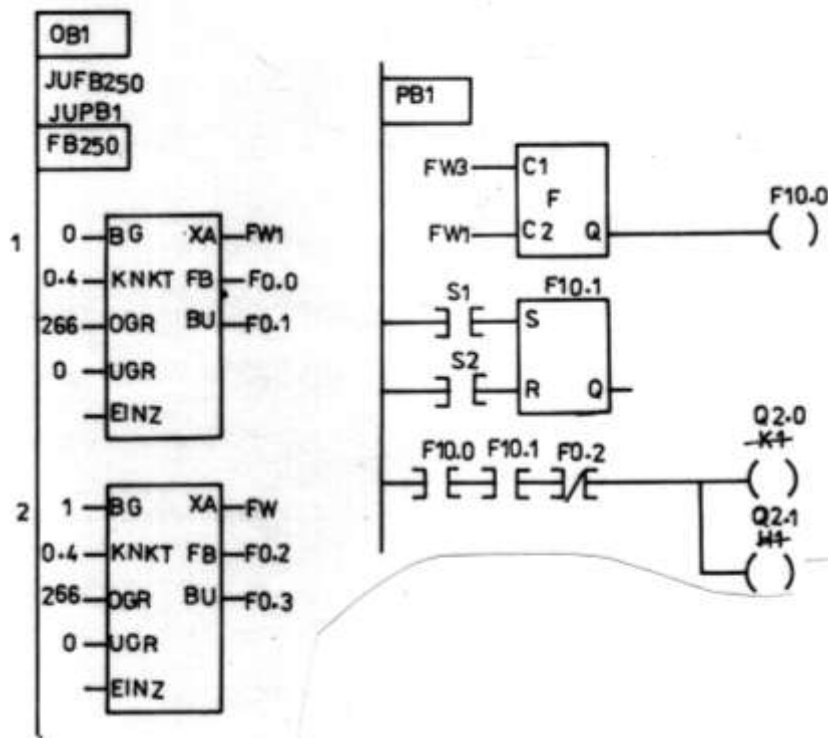 OB1
JUFB250
JUPB1
FB250
1
0 BG XA FW1
0.4 KNKT FB F0.0
266 OGR BU F0.1
0 UGR
EINZ
2
1 BG XA FW
0.4 KNKT FB F0.2
266 OGR BU F0.3
0 UGR
EINZ
PB1
FW3 C1
F
FW1 C2 Q
F10.0
S1 F10.1
S
S2
R Q
F10.0 F10.1 F0.2
Q2.0
K1
Q2.1
H1